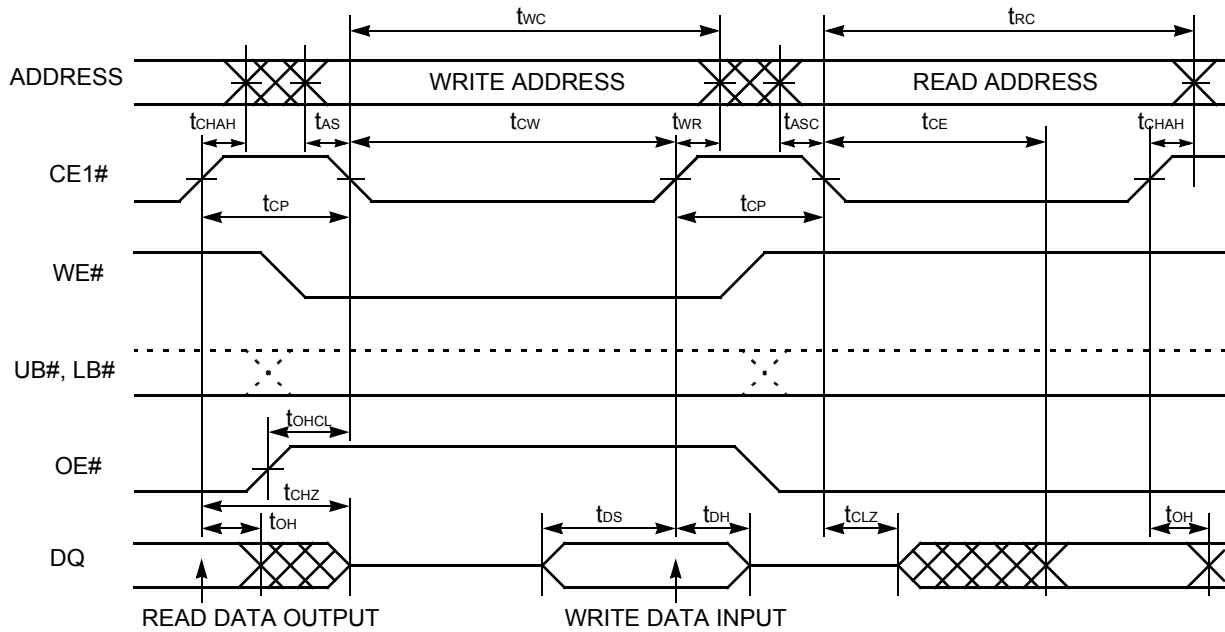 tWC tRC
ADDRESS WRITE ADDRESS READ ADDRESS
tCHAH tAS tCW tWR tASC tCE tCHAH
CE1#
tCP tCP
WE#
UB#, LB#
tOHCL
OE#
tCHZ
tOH tDS tDH tCLZ tOH
DQ
READ DATA OUTPUT WRITE DATA INPUT